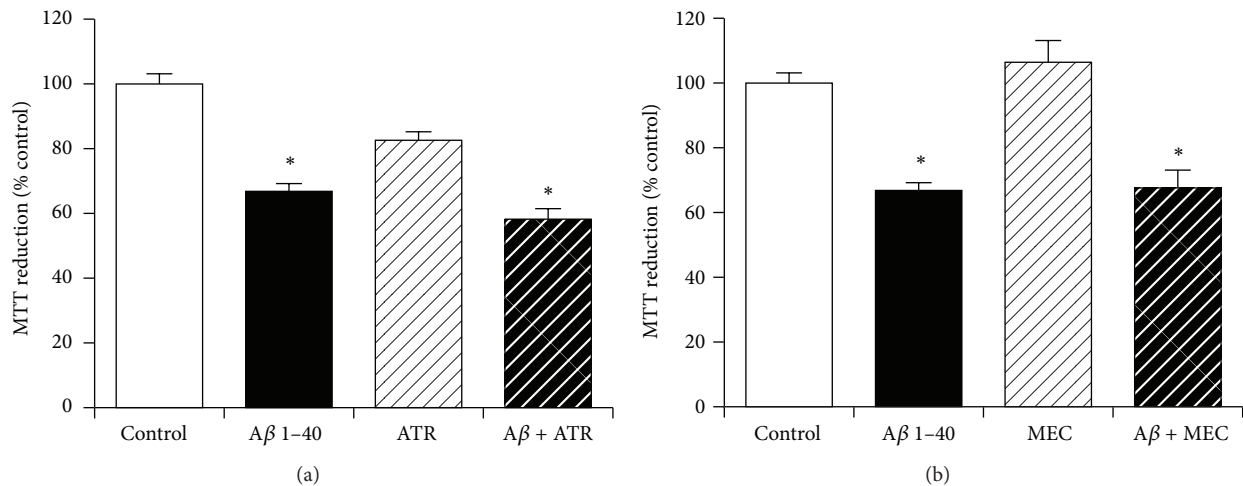 120
100
80
60
40
20
0
MTT reduction (% control)
*
*
Control
Aβ 1–40
ATR
Aβ + ATR
(a)
120
100
80
60
40
20
0
MTT reduction (% control)
*
*
Control
Aβ 1–40
MEC
Aβ + MEC
(b)